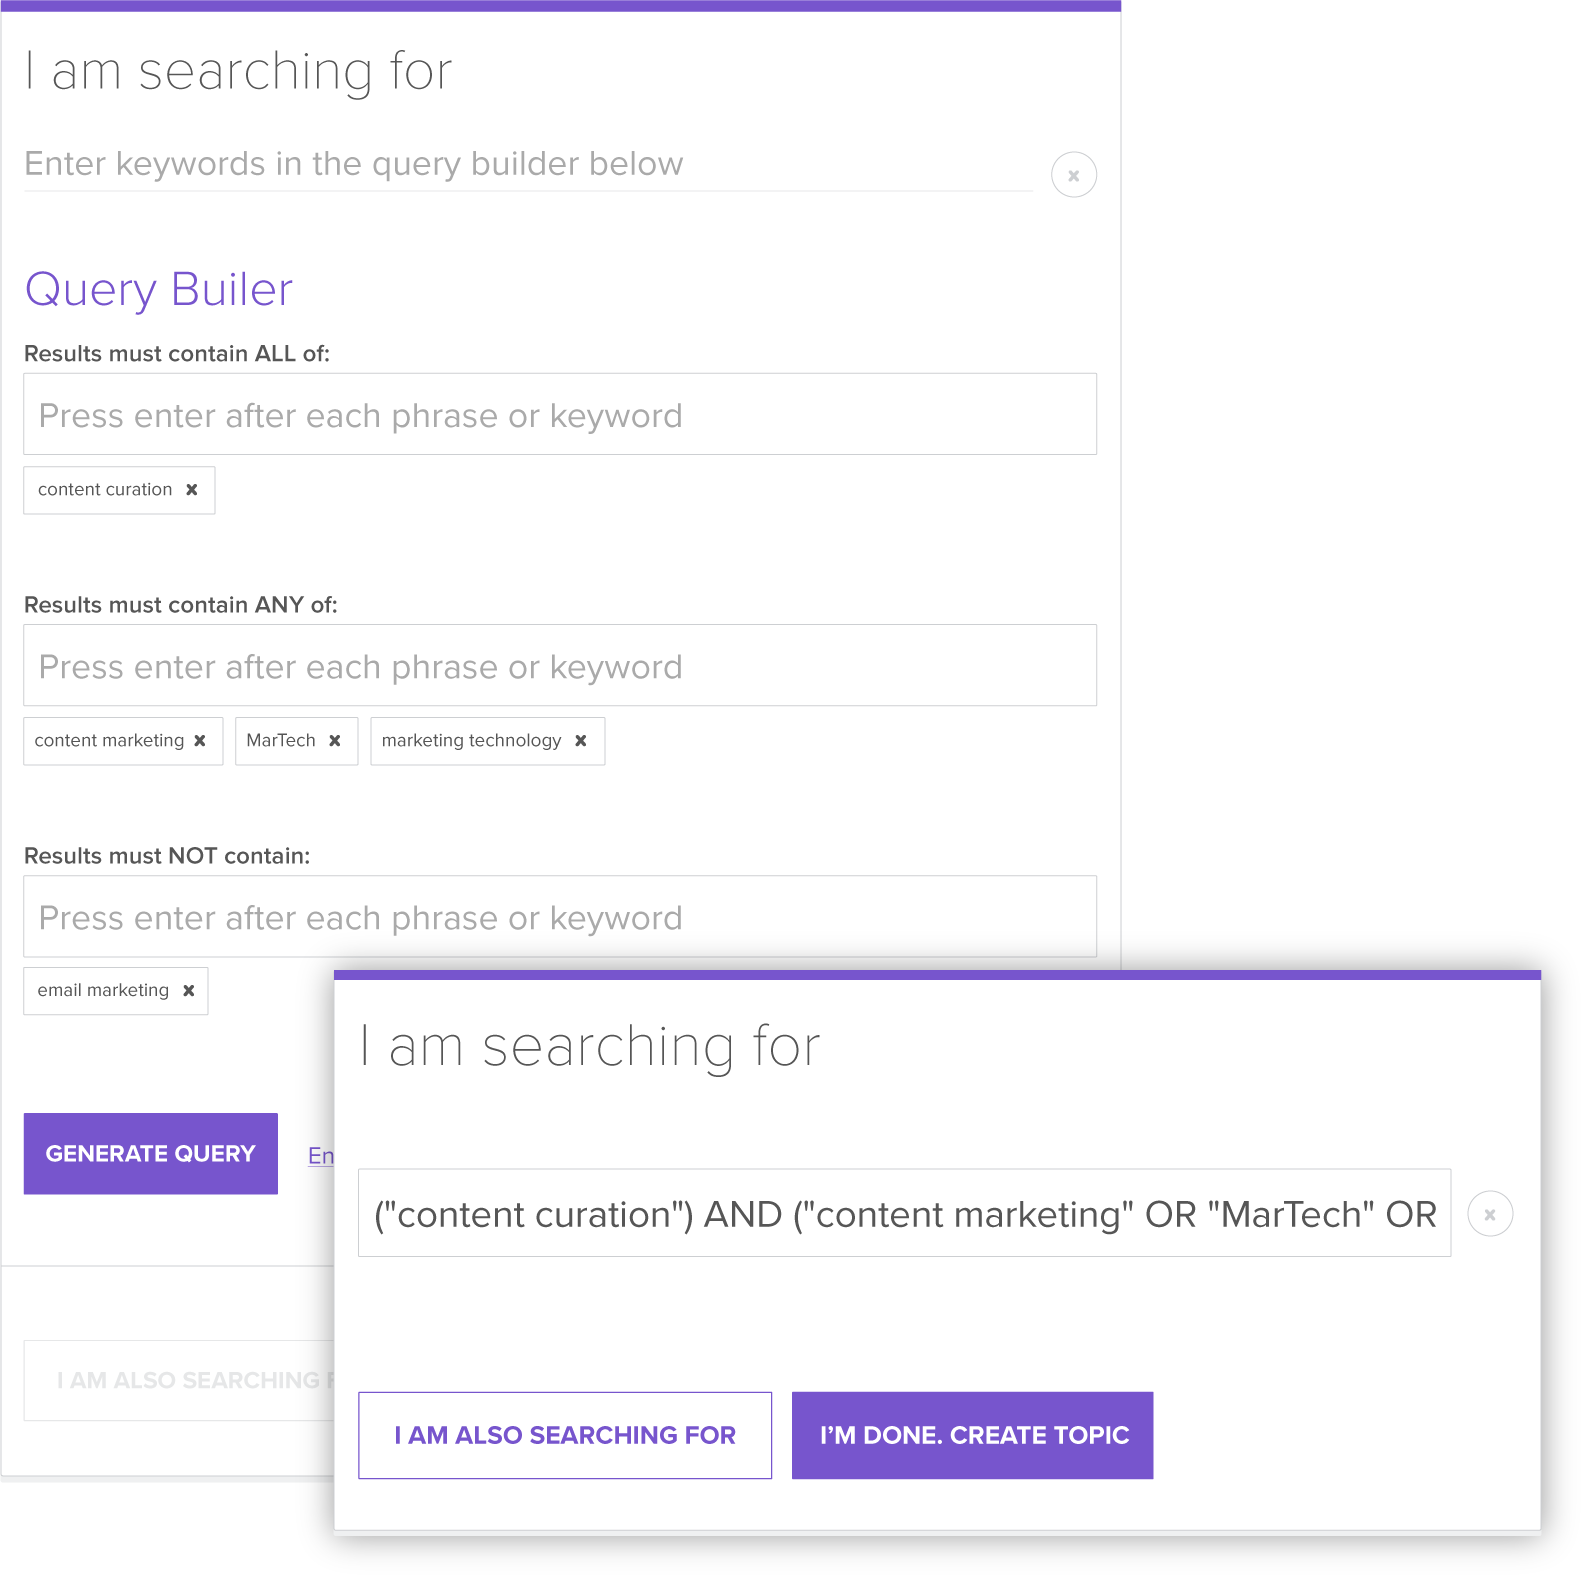 I am searching for
Enter keywords in the query builder below
Query Builer
Results must contain ALL of:
Press enter after each phrase or keyword
content curation
Results must contain ANY of:
Press enter after each phrase or keyword
content marketing MarTech marketing technology
Results must NOT contain:
Press enter after each phrase or keyword
email marketing
GENERATE QUERY En
I AM ALSO SEARCHING
I am searching for
("content curation") AND ("content marketing" OR "MarTech" OR
I AM ALSO SEARCHING FOR I’M DONE. CREATE TOPIC